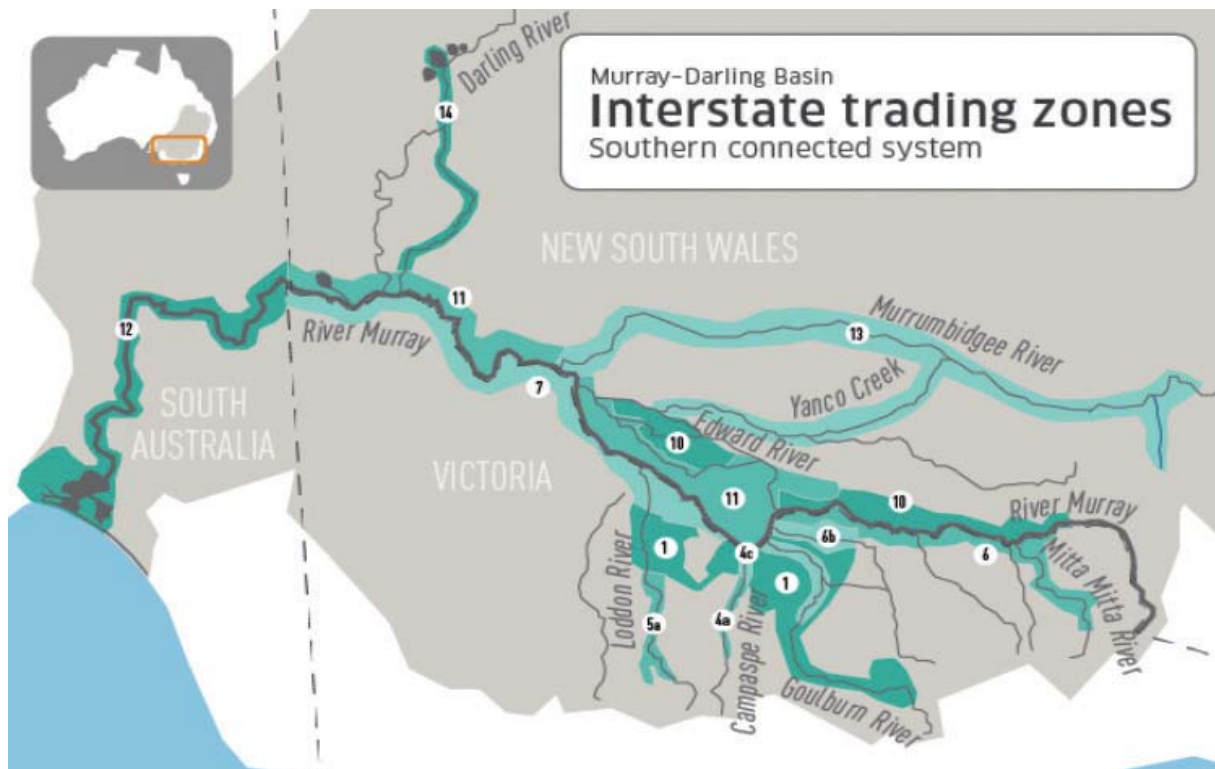 Murray–Darling Basin
Interstate trading zones
Southern connected system
Darling River
14
NEW SOUTH WALES
12
11
River Murray
Murrumbidgee River
13
7
Yanco Creek
SOUTH
AUSTRALIA
VICTORIA
10
Edward River
11
10
River Murray
1
4c
6b
6
Mitta Mitta River
1
Loddon River
5a
4a
Campaspe River
Goulburn River